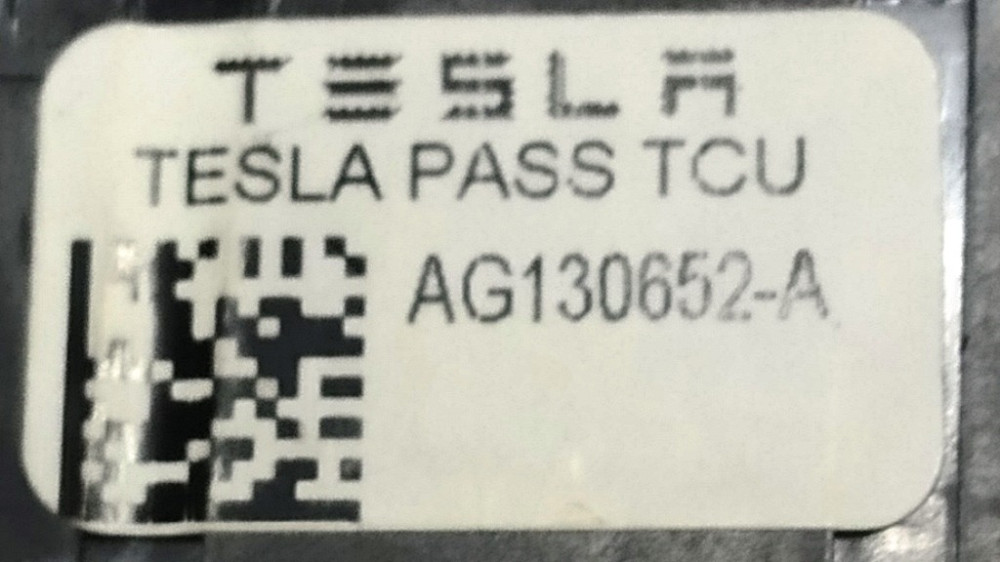 TESLA
TESLA PASS TCU
AG130652-A